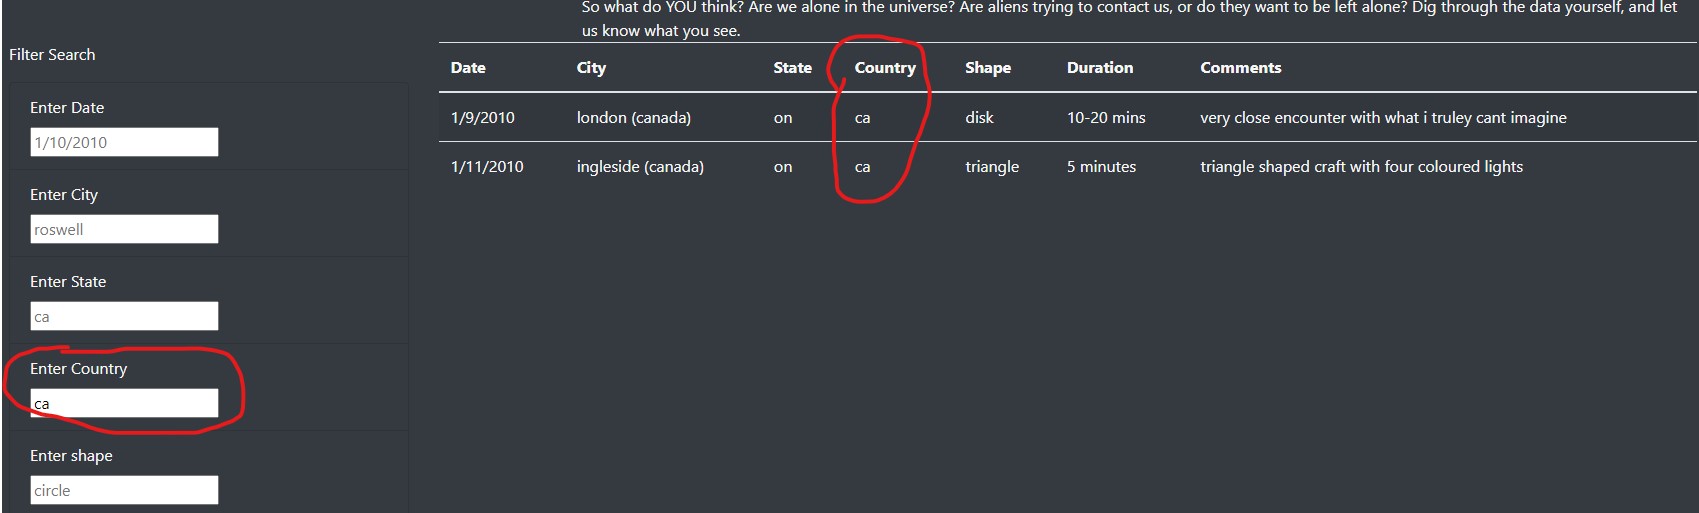 So what do YOU think? Are we alone in the universe? Are aliens trying to contact us, or do they want to be left alone? Dig through the data yourself, and let
us know what you see.
Filter Search
Enter Date
1/10/2010
Enter City
roswell
Enter State
ca
Enter Country
ca
Enter shape
circle
Date City State Country Shape Duration Comments
1/9/2010 london (canada) on ca disk 10-20 mins very close encounter with what i truley cant imagine
1/11/2010 ingleside (canada) on ca triangle 5 minutes triangle shaped craft with four coloured lights